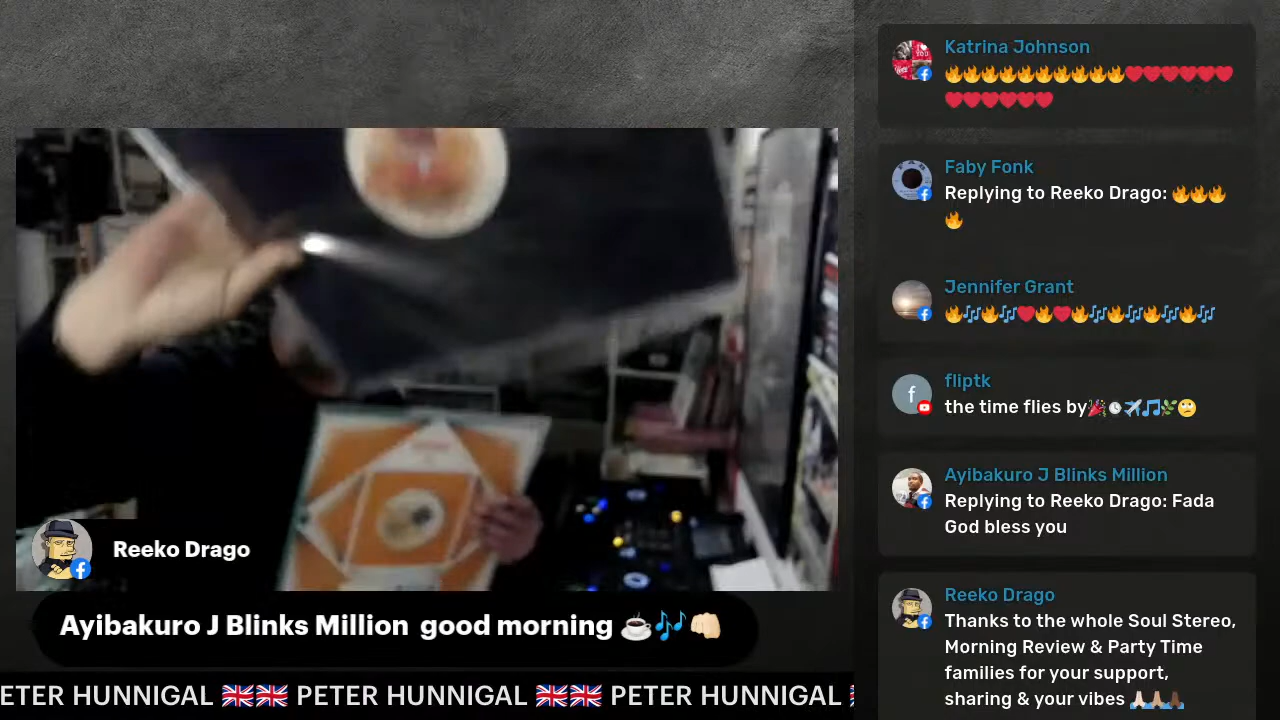 Katrina Johnson
🔥🔥🔥🔥🔥🔥🔥🔥🔥🔥❤️❤️❤️❤️❤️❤️
❤️❤️❤️❤️❤️❤️
Faby Fonk
Replying to Reeko Drago: 🔥🔥🔥
🔥
Jennifer Grant
🔥🎶🔥🎶❤️🔥❤️🔥🎶🔥🎶🔥🎶🔥🎶
f
fliptk
the time flies by🎉⏱✈️🎵🌿🙄
Ayibakuro J Blinks Million
Replying to Reeko Drago: Fada
God bless you
Reeko Drago
Thanks to the whole Soul Stereo,
Morning Review & Party Time
families for your support,
sharing & your vibes 🙏🏻🙏🏽🙏🏿
Reeko Drago
Ayibakuro J Blinks Million good morning ☕🎶👊🏻
ETER HUNNIGAL 🇬🇧🇬🇧 PETER HUNNIGAL 🇬🇧🇬🇧 PETER HUNNIGAL